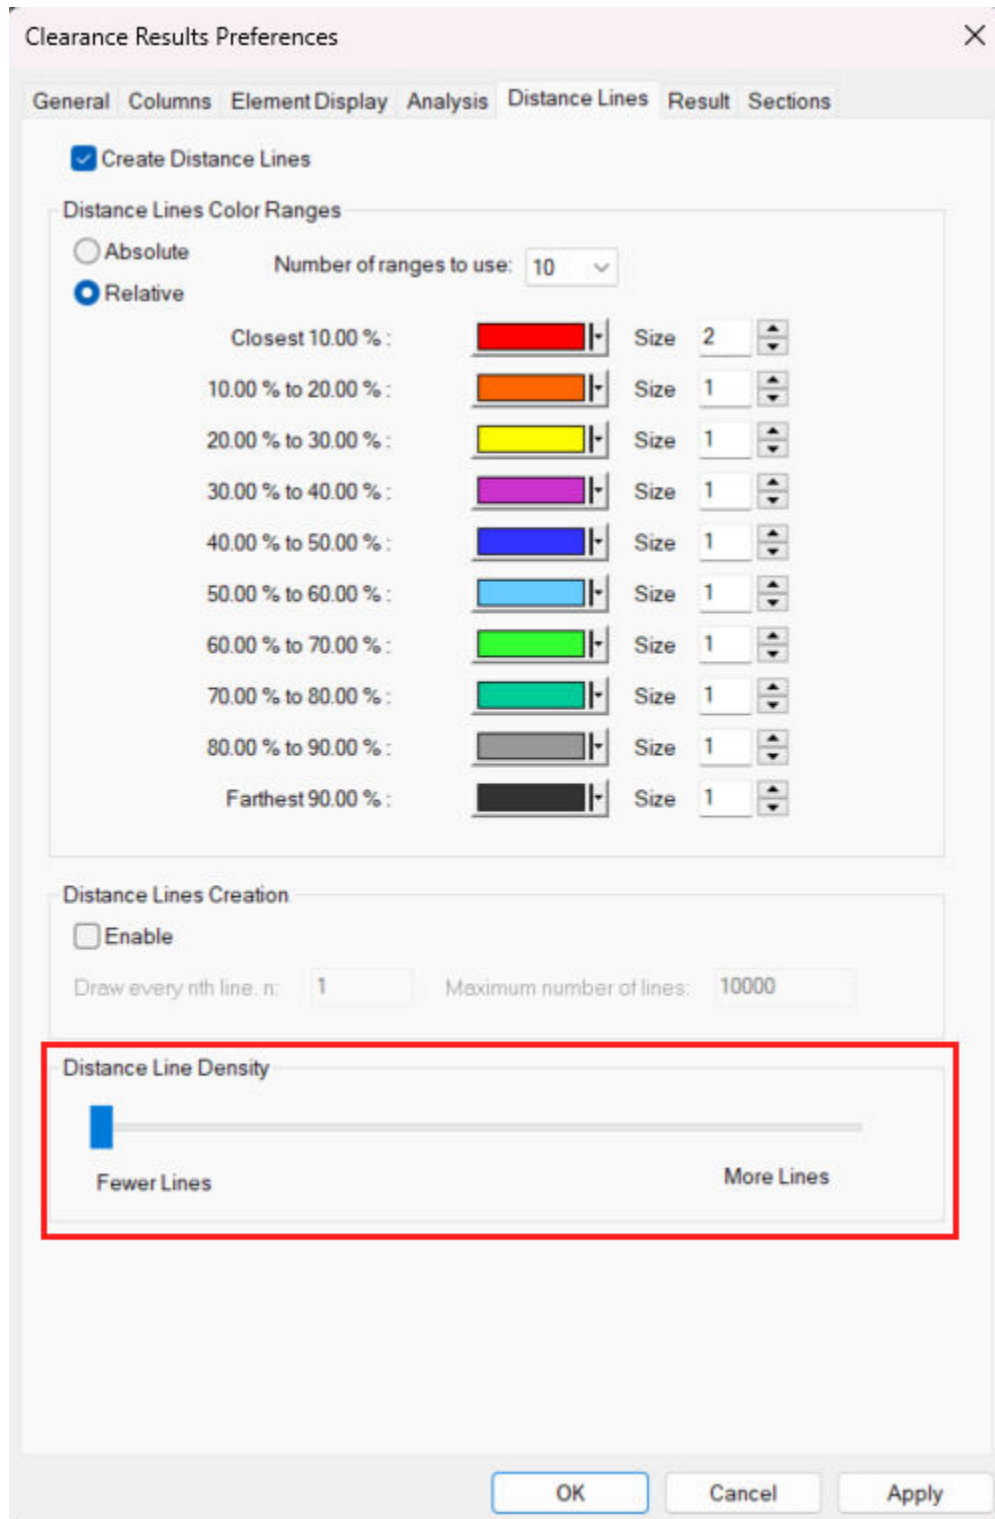 Clearance Results Preferences
General Columns Element Display Analysis Distance Lines Result Sections
Create Distance Lines
Distance Lines Color Ranges
Absolute
Number of ranges to use: 10
Relative
Closest 10.00 % : Size 2
10.00 % to 20.00 % : Size 1
20.00 % to 30.00 % : Size 1
30.00 % to 40.00 % : Size 1
40.00 % to 50.00 % : Size 1
50.00 % to 60.00 % : Size 1
60.00 % to 70.00 % : Size 1
70.00 % to 80.00 % : Size 1
80.00 % to 90.00 % : Size 1
Farthest 90.00 % : Size 1
Distance Lines Creation
Enable
Draw every nth line. n: 1 Maximum number of lines: 10000
Distance Line Density
Fewer Lines More Lines
OK Cancel Apply